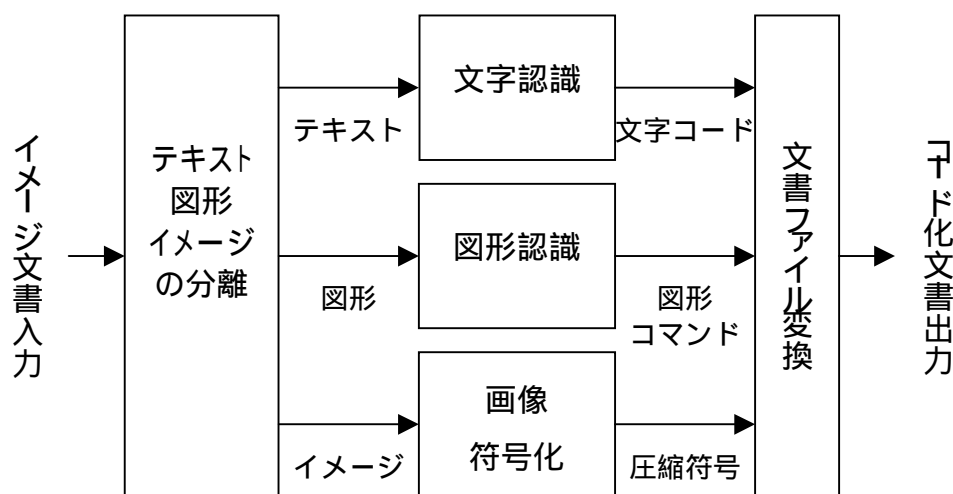 イメージ文書入力
テキスト
図形
イメージ
の分離
テキスト
図形
イメージ
文字認識
図形認識
画像
符号化
文字コード
図形
コマンド
圧縮符号
文書ファイル変換
コード化文書出力